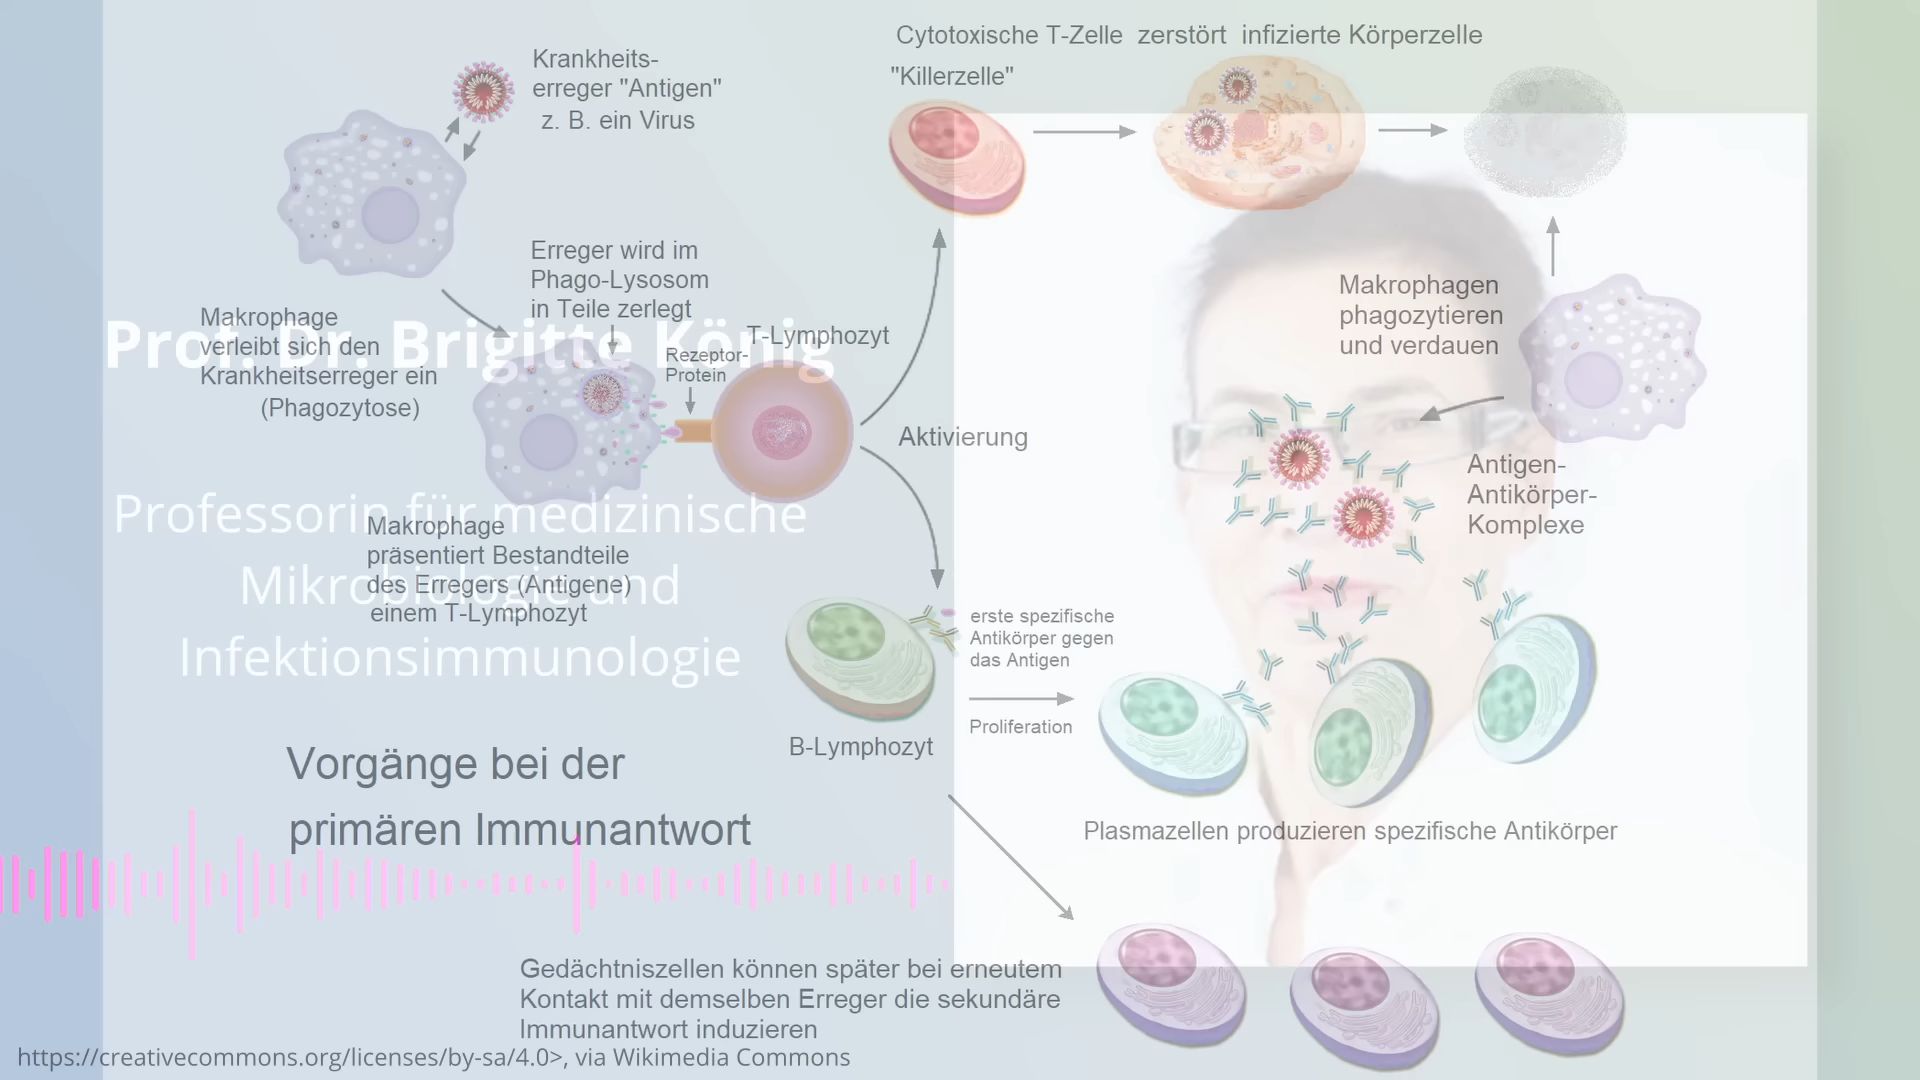 Cytotoxische T-Zelle zerstört infizierte Körperzelle
"Killerzelle"
Krankheits-
erreger "Antigen"
z. B. ein Virus
Erreger wird im
Phago-Lysosom
in Teile zerlegt
Makrophage
verleibt sich den
Krankheitserreger ein
(Phagozytose)
Prof. Dr. Brigitte König
Rezeptor-
Protein
T-Lymphozyt
Aktivierung
Makrophagen
phagozytieren
und verdauen
Antigen-
Antikörper-
Komplexe
Professorin für medizinische
Mikrobiologie und
Infektionsimmunologie
Makrophage
präsentiert Bestandteile
des Erregers (Antigene)
einem T-Lymphozyt
erste spezifische
Antikörper gegen
das Antigen
Proliferation
B-Lymphozyt
Vorgänge bei der
primären Immunantwort
Plasmazellen produzieren spezifische Antikörper
Gedächtniszellen können später bei erneutem
Kontakt mit demselben Erreger die sekundäre
Immunantwort induzieren
https://creativecommons.org/licenses/by-sa/4.0>, via Wikimedia Commons